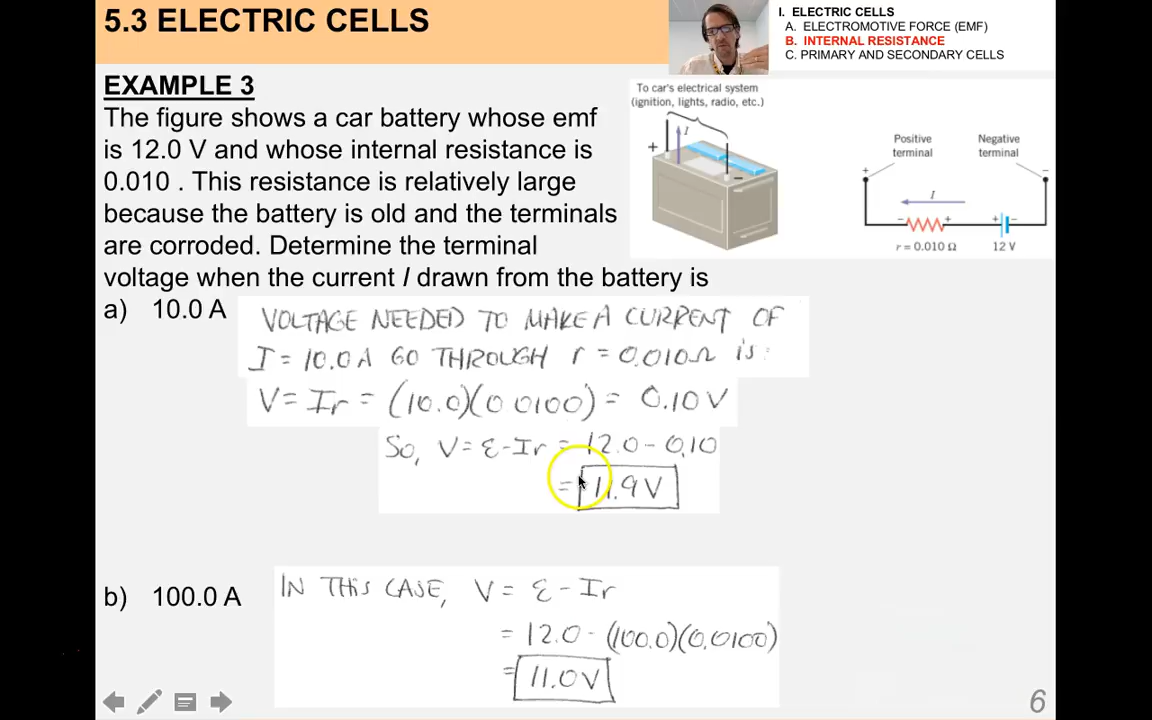 5.3 ELECTRIC CELLS
I. ELECTRIC CELLS
A. ELECTROMOTIVE FORCE (EMF)
B. INTERNAL RESISTANCE
C. PRIMARY AND SECONDARY CELLS
EXAMPLE 3
The figure shows a car battery whose emf
is 12.0 V and whose internal resistance is
0.010 . This resistance is relatively large
because the battery is old and the terminals
are corroded. Determine the terminal
voltage when the current I drawn from the battery is
To car's electrical system
(ignition, lights, radio, etc.)
+
I
Positive
terminal
Negative
terminal
+ −
I
− + + −
r = 0.010 Ω 12 V
a) 10.0 A
VOLTAGE NEEDED TO MAKE A CURRENT OF
I = 10.0 A GO THROUGH r = 0.010Ω is:
V = Ir = (10.0)(0.0100) = 0.10 V
So, V = ε - Ir = 12.0 - 0.10
= 11.9 V
b) 100.0 A
IN THIS CASE, V = ε - Ir
= 12.0 - (100.0)(0.0100)
= 11.0 V
6